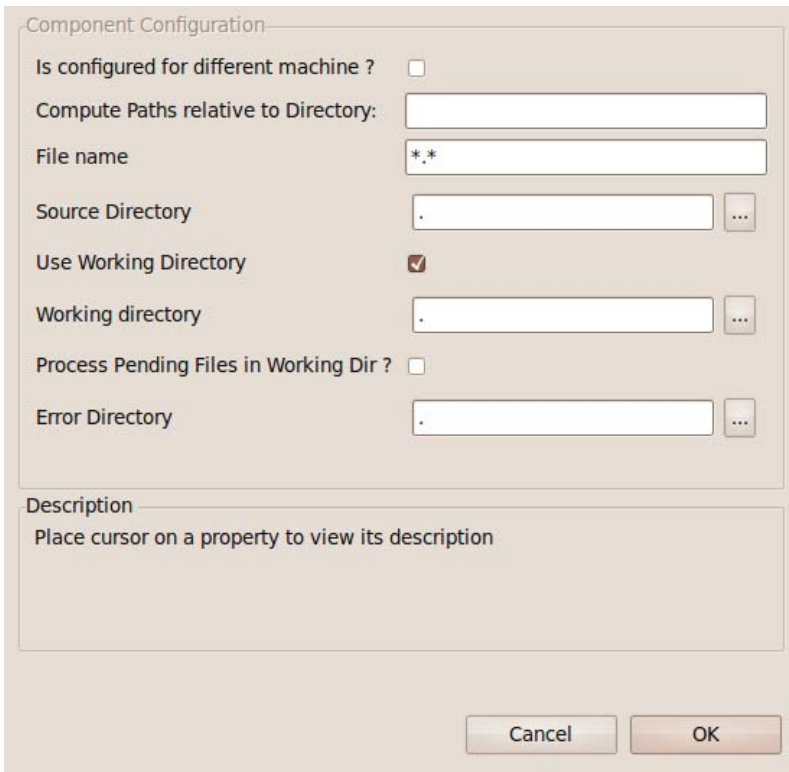 Component Configuration
Is configured for different machine ?
Compute Paths relative to Directory:
File name *.*
Source Directory . ...
Use Working Directory
Working directory . ...
Process Pending Files in Working Dir ?
Error Directory . ...
Description
Place cursor on a property to view its description
Cancel OK